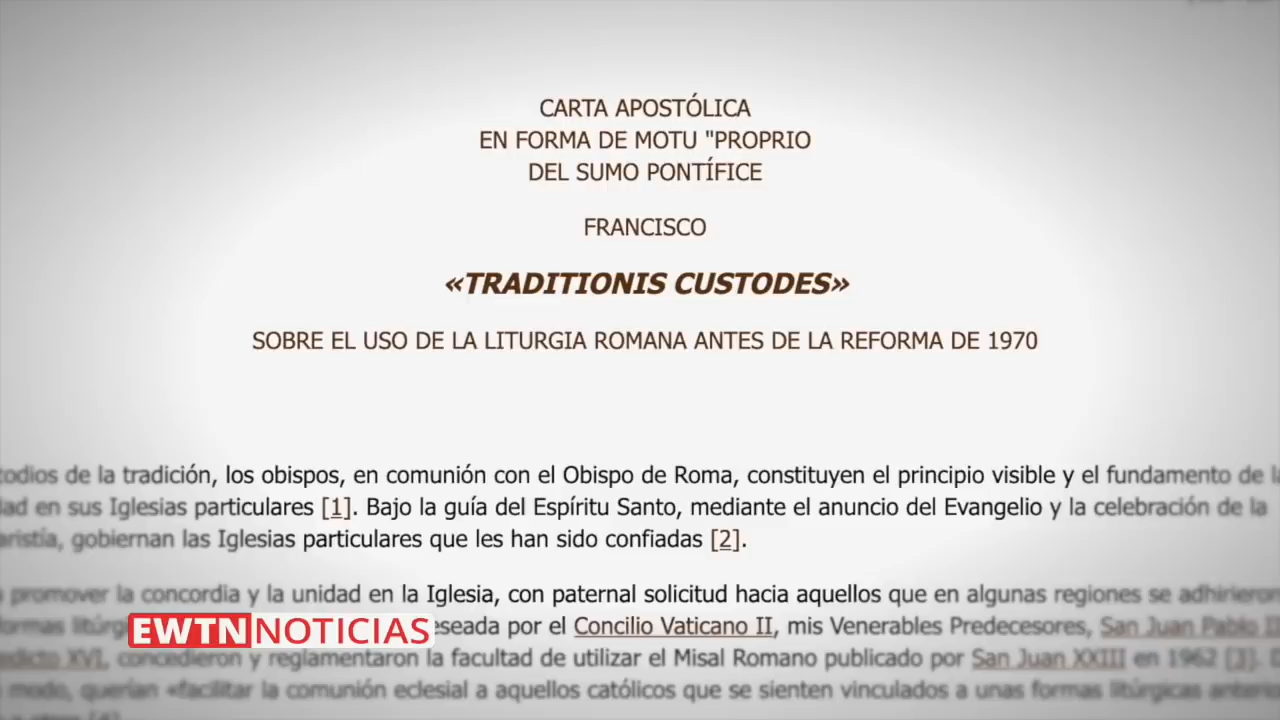 CARTA APOSTÓLICA
EN FORMA DE MOTU "PROPRIO
DEL SUMO PONTÍFICE
FRANCISCO
«TRADITIONIS CUSTODES»
SOBRE EL USO DE LA LITURGIA ROMANA ANTES DE LA REFORMA DE 1970
todios de la tradición, los obispos, en comunión con el Obispo de Roma, constituyen el principio visible y el fundamento de la
dad en sus Iglesias particulares [1]. Bajo la guía del Espíritu Santo, mediante el anuncio del Evangelio y la celebración de la
aristía, gobiernan las Iglesias particulares que les han sido confiadas [2].
promover la concordia y la unidad en la Iglesia, con paternal solicitud hacia aquellos que en algunas regiones se adhirieron
formas litúrg eseada por el Concilio Vaticano II, mis Venerables Predecesores, San Juan Pablo II
edicto XVI, concedieron y reglamentaron la facultad de utilizar el Misal Romano publicado por San Juan XXIII en 1962 [3]. D
modo, querían «facilitar la comunión eclesial a aquellos católicos que se sienten vinculados a unas formas litúrgicas anterio
EWTN NOTICIAS